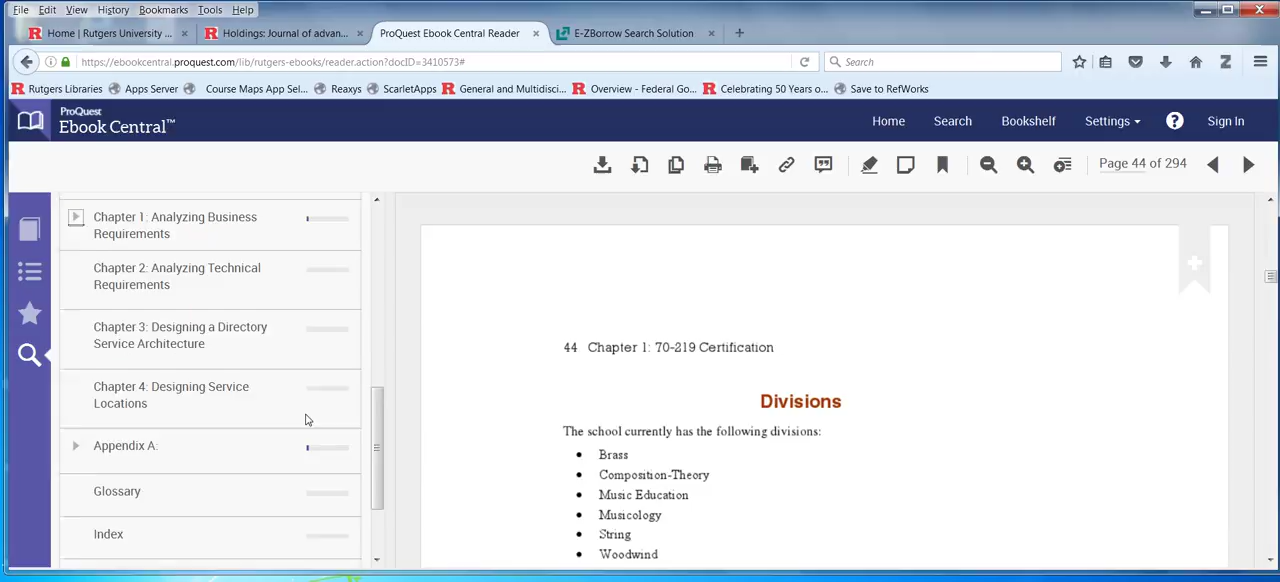 File Edit View History Bookmarks Tools Help
Home | Rutgers University ... × Holdings: Journal of advan... × ProQuest Ebook Central Reader × E-ZBorrow Search Solution × +
https://ebookcentral.proquest.com/lib/rutgers-ebooks/reader.action?docID=3410573# Search
Rutgers Libraries Apps Server Course Maps App Sel... Reaxys ScarletApps General and Multidisci... Overview - Federal Go... Celebrating 50 Years o... Save to RefWorks
ProQuest
Ebook Central™
Home Search Bookshelf Settings Sign In
Page 44 of 294
Chapter 1: Analyzing Business
Requirements
Chapter 2: Analyzing Technical
Requirements
Chapter 3: Designing a Directory
Service Architecture
Chapter 4: Designing Service
Locations
Appendix A:
Glossary
Index
44 Chapter 1: 70-219 Certification
Divisions
The school currently has the following divisions:
• Brass
• Composition-Theory
• Music Education
• Musicology
• String
• Woodwind